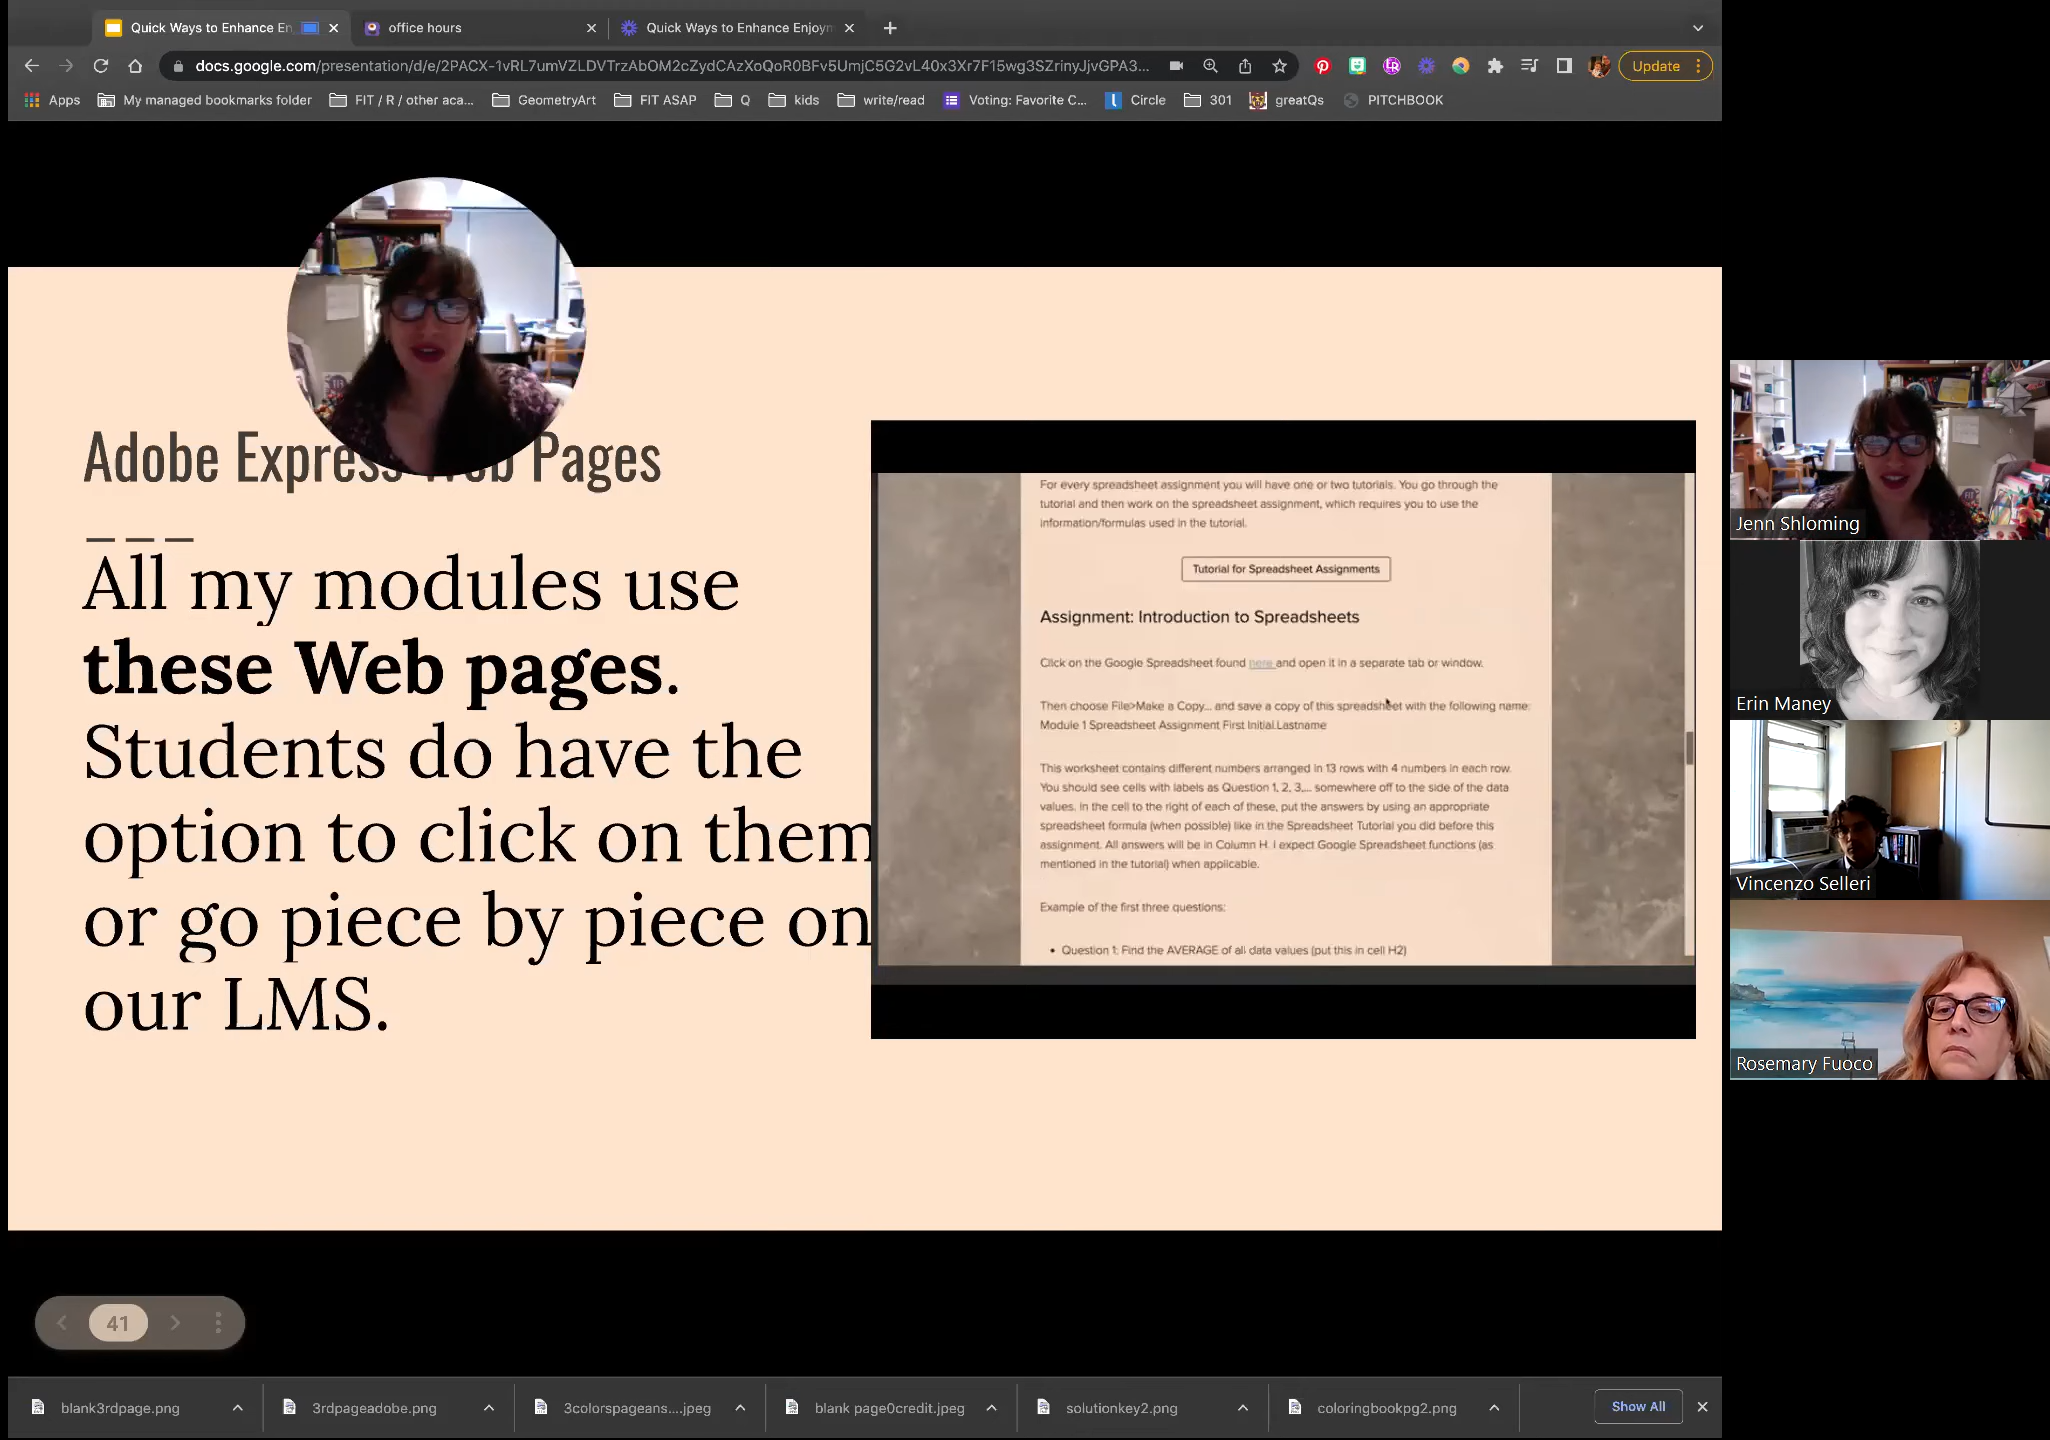 Quick Ways to Enhance En
office hours
Quick Ways to Enhance Enjoym
docs.google.com/presentation/d/e/2PACX-1vRL7umVZLDVTrzAbOM2cZydCAzXoQoR0BFv5UmjC5G2vL40x3Xr7F15wg3SZrinyJjvGPA3...
Update
Apps
My managed bookmarks folder
FIT / R / other aca...
GeometryArt
FIT ASAP
Q
kids
write/read
Voting: Favorite C...
Circle
301
greatQs
PITCHBOOK
Adobe Express Web Pages
All my modules use
these Web pages.
Students do have the
option to click on them
or go piece by piece on
our LMS.
For every spreadsheet assignment you will have one or two tutorials. You go through the
tutorial and then work on the spreadsheet assignment, which requires you to use the
information/formulas used in the tutorial.
Tutorial for Spreadsheet Assignments
Assignment: Introduction to Spreadsheets
Click on the Google Spreadsheet found here and open it in a separate tab or window.
Then choose File>Make a Copy... and save a copy of this spreadsheet with the following name:
Module 1 Spreadsheet Assignment First Initial.Lastname
This worksheet contains different numbers arranged in 13 rows with 4 numbers in each row.
You should see cells with labels as Question 1, 2, 3,... somewhere off to the side of the data
values. In the cell to the right of each of these, put the answers by using an appropriate
spreadsheet formula (when possible) like in the Spreadsheet Tutorial you did before this
assignment. All answers will be in Column H. I expect Google Spreadsheet functions (as
mentioned in the tutorial) when applicable.
Example of the first three questions:
• Question 1: Find the AVERAGE of all data values (put this in cell H2)
Jenn Shloming
Erin Maney
Vincenzo Selleri
Rosemary Fuoco
41
blank3rdpage.png
3rdpageadobe.png
3colorspageans....jpeg
blank page0credit.jpeg
solutionkey2.png
coloringbookpg2.png
Show All